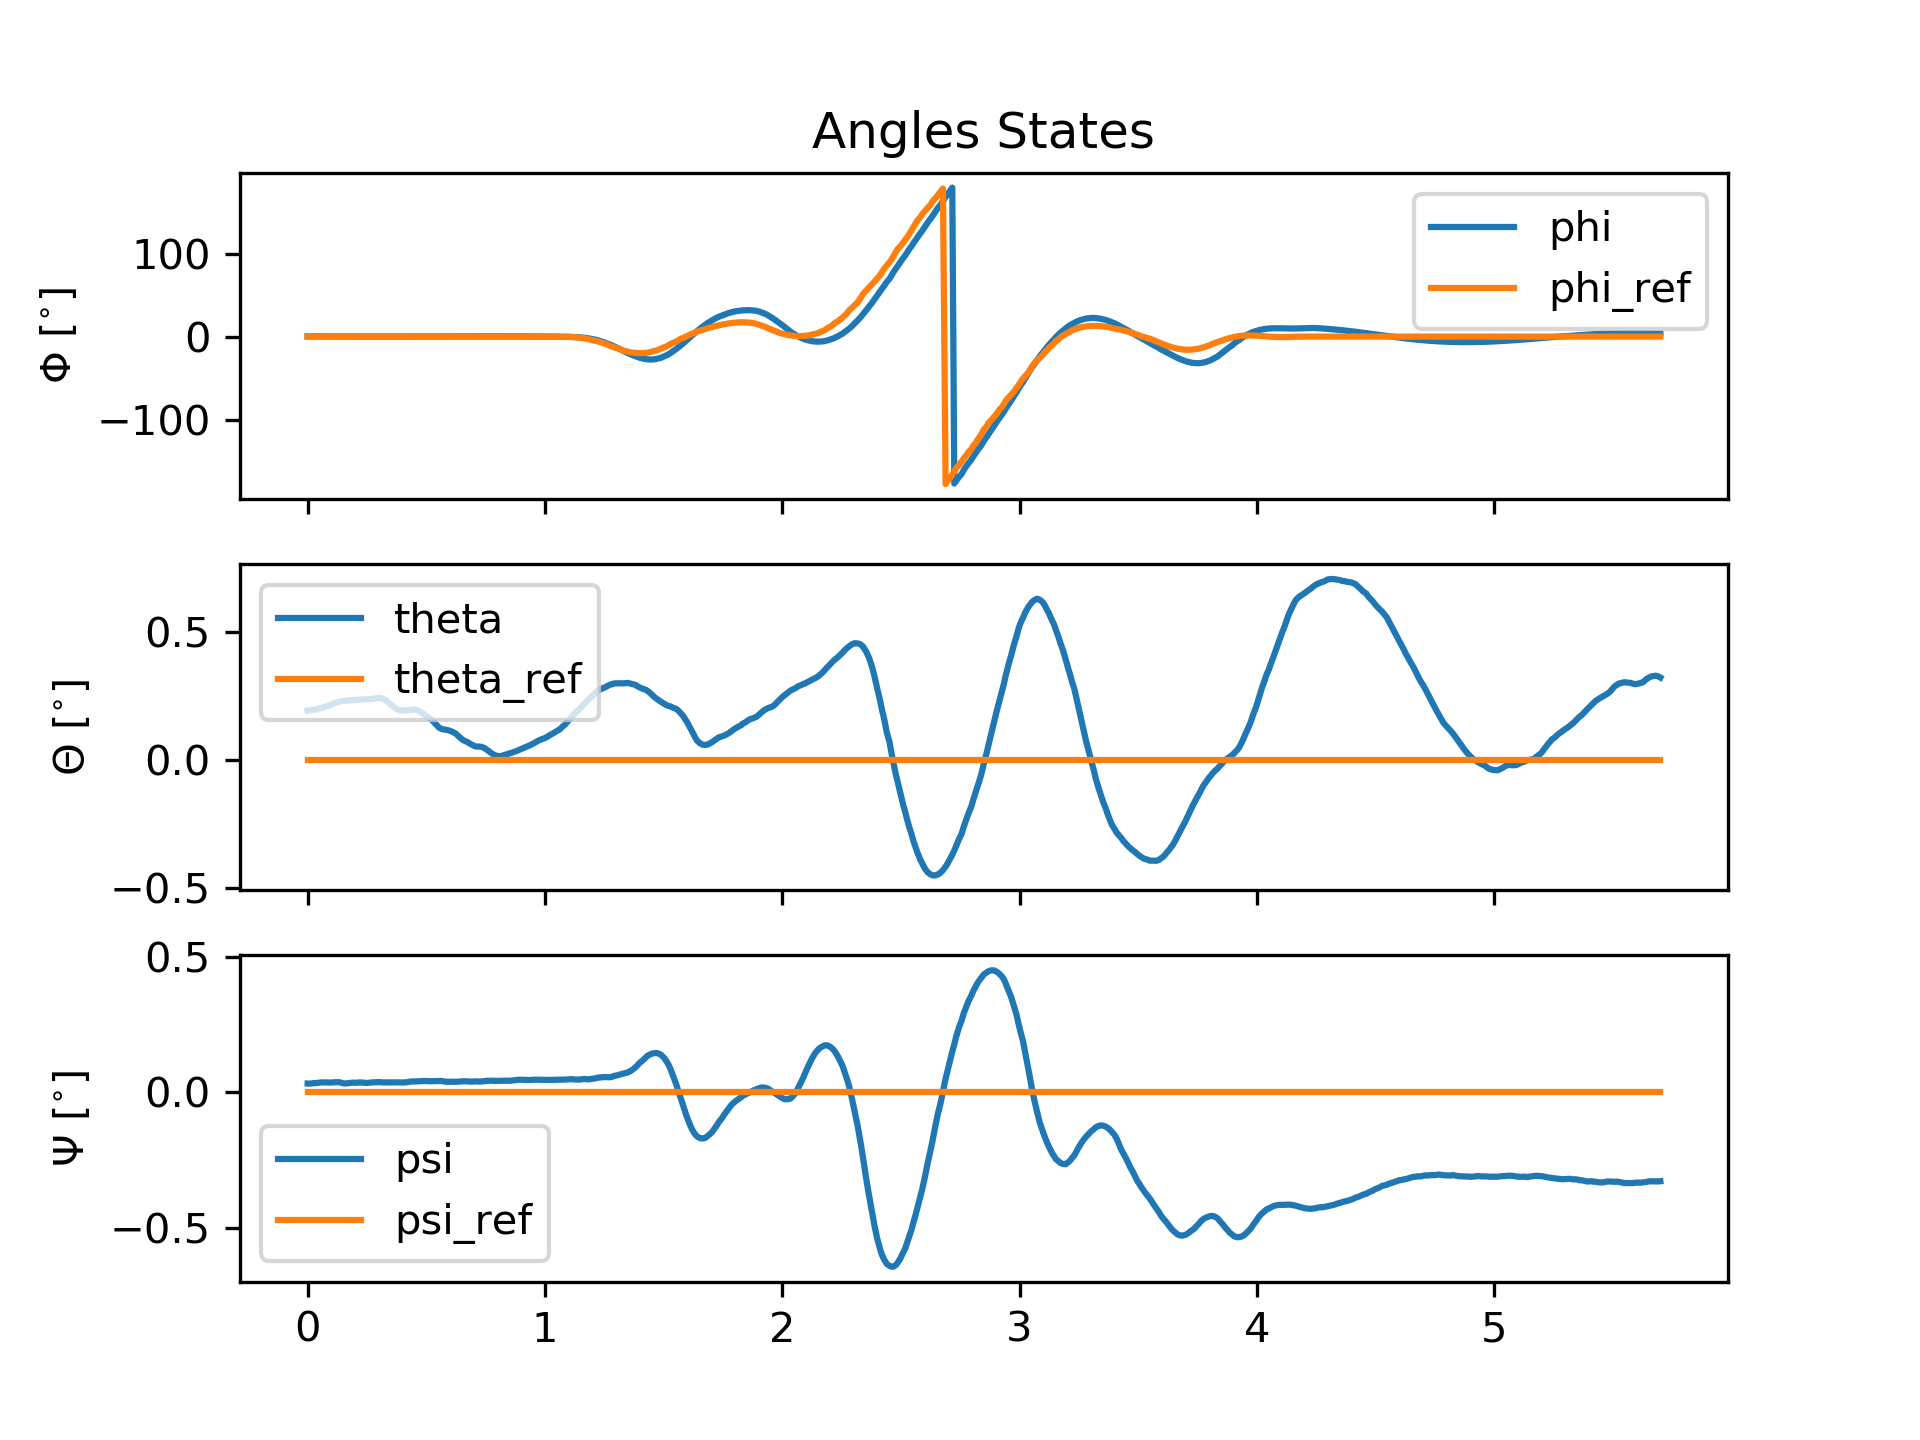 Angles States
Φ [°]
100
0
−100
phi
phi_ref
Θ [°]
0.5
0.0
−0.5
theta
theta_ref
Ψ [°]
0.5
0.0
−0.5
psi
psi_ref
0 1 2 3 4 5